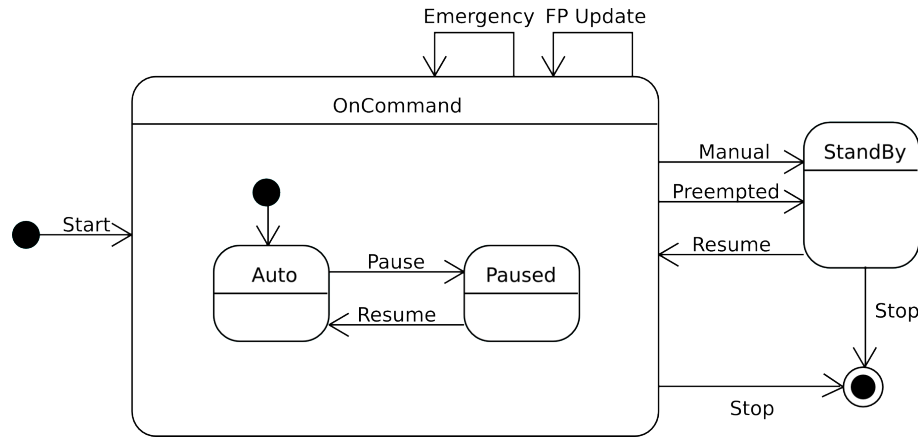 Emergency
FP Update
OnCommand
Manual
StandBy
Preempted
Start
Resume
Auto
Pause
Paused
Resume
Stop
Stop